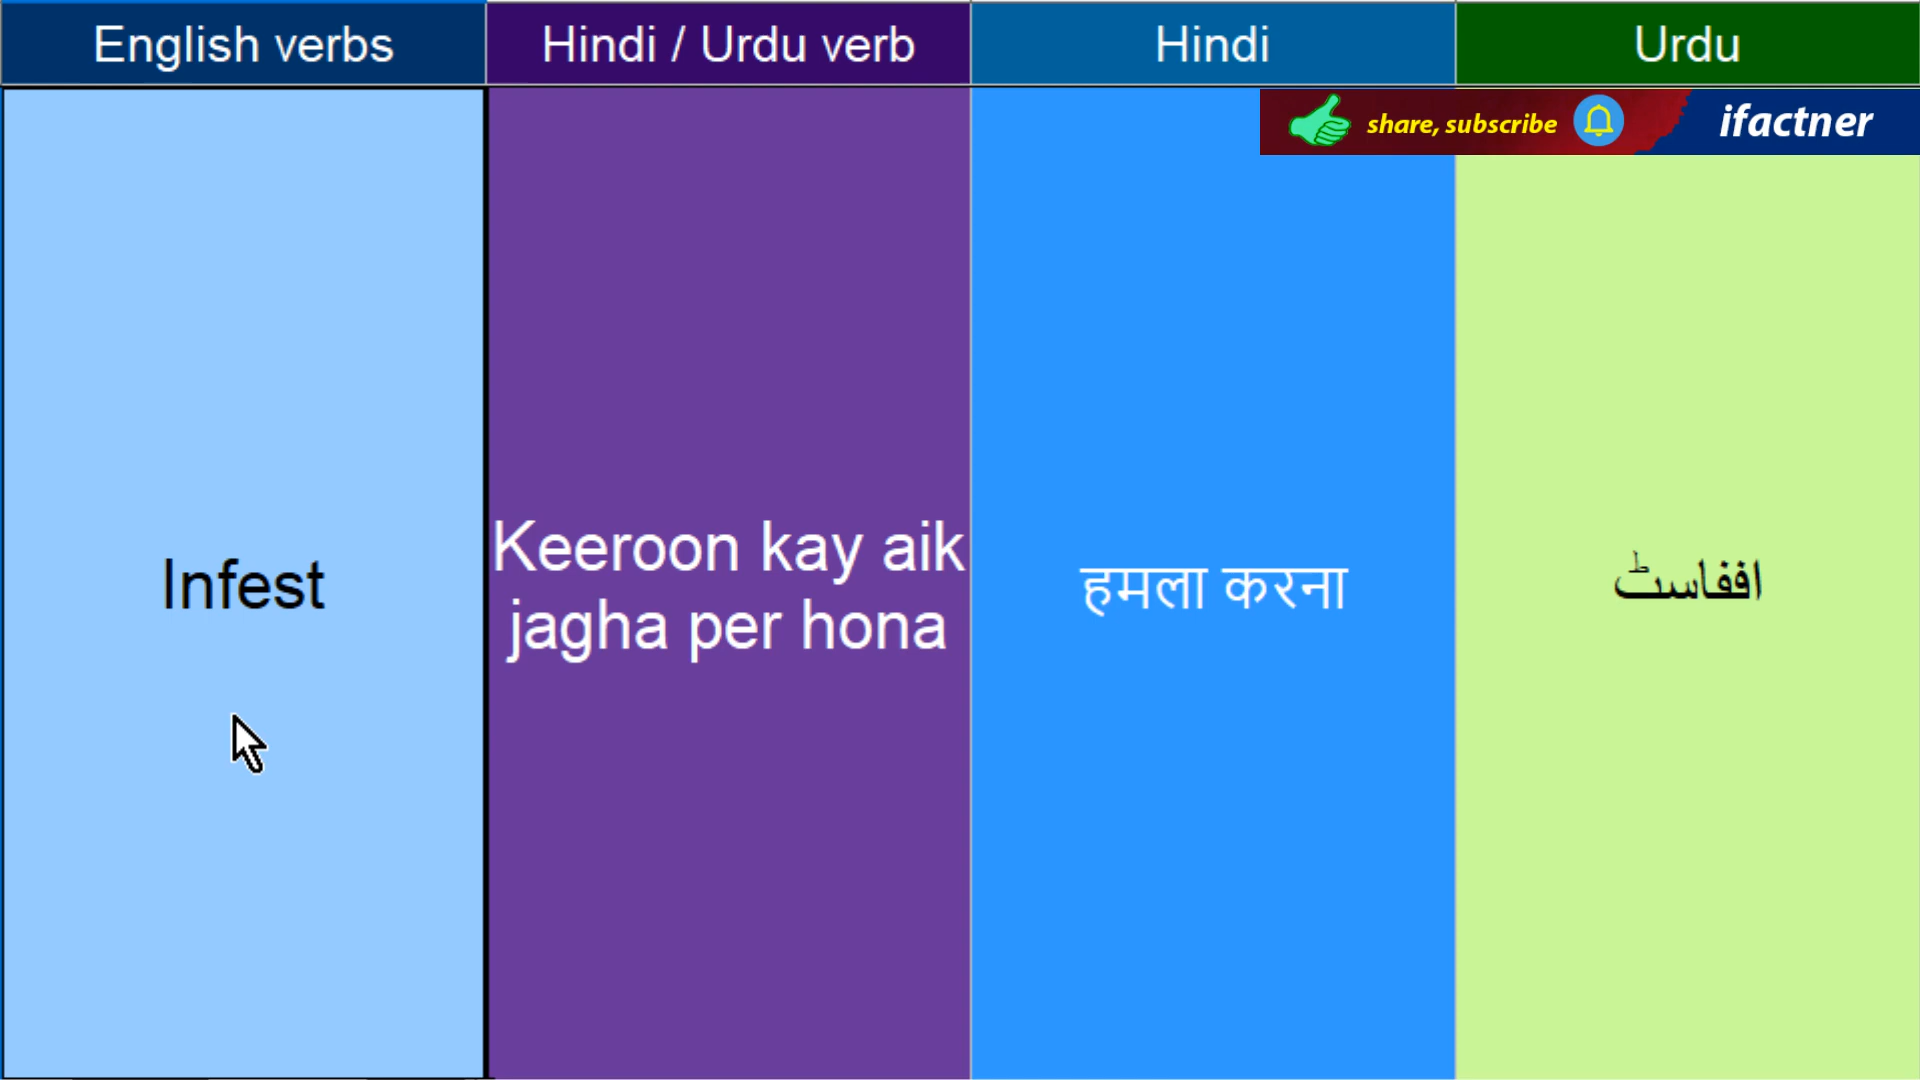 English verbs
Hindi / Urdu verb
Hindi
Urdu
share, subscribe
ifactner
Infest
Keeroon kay aik
jagha per hona
हमला करना
اففاسٹ